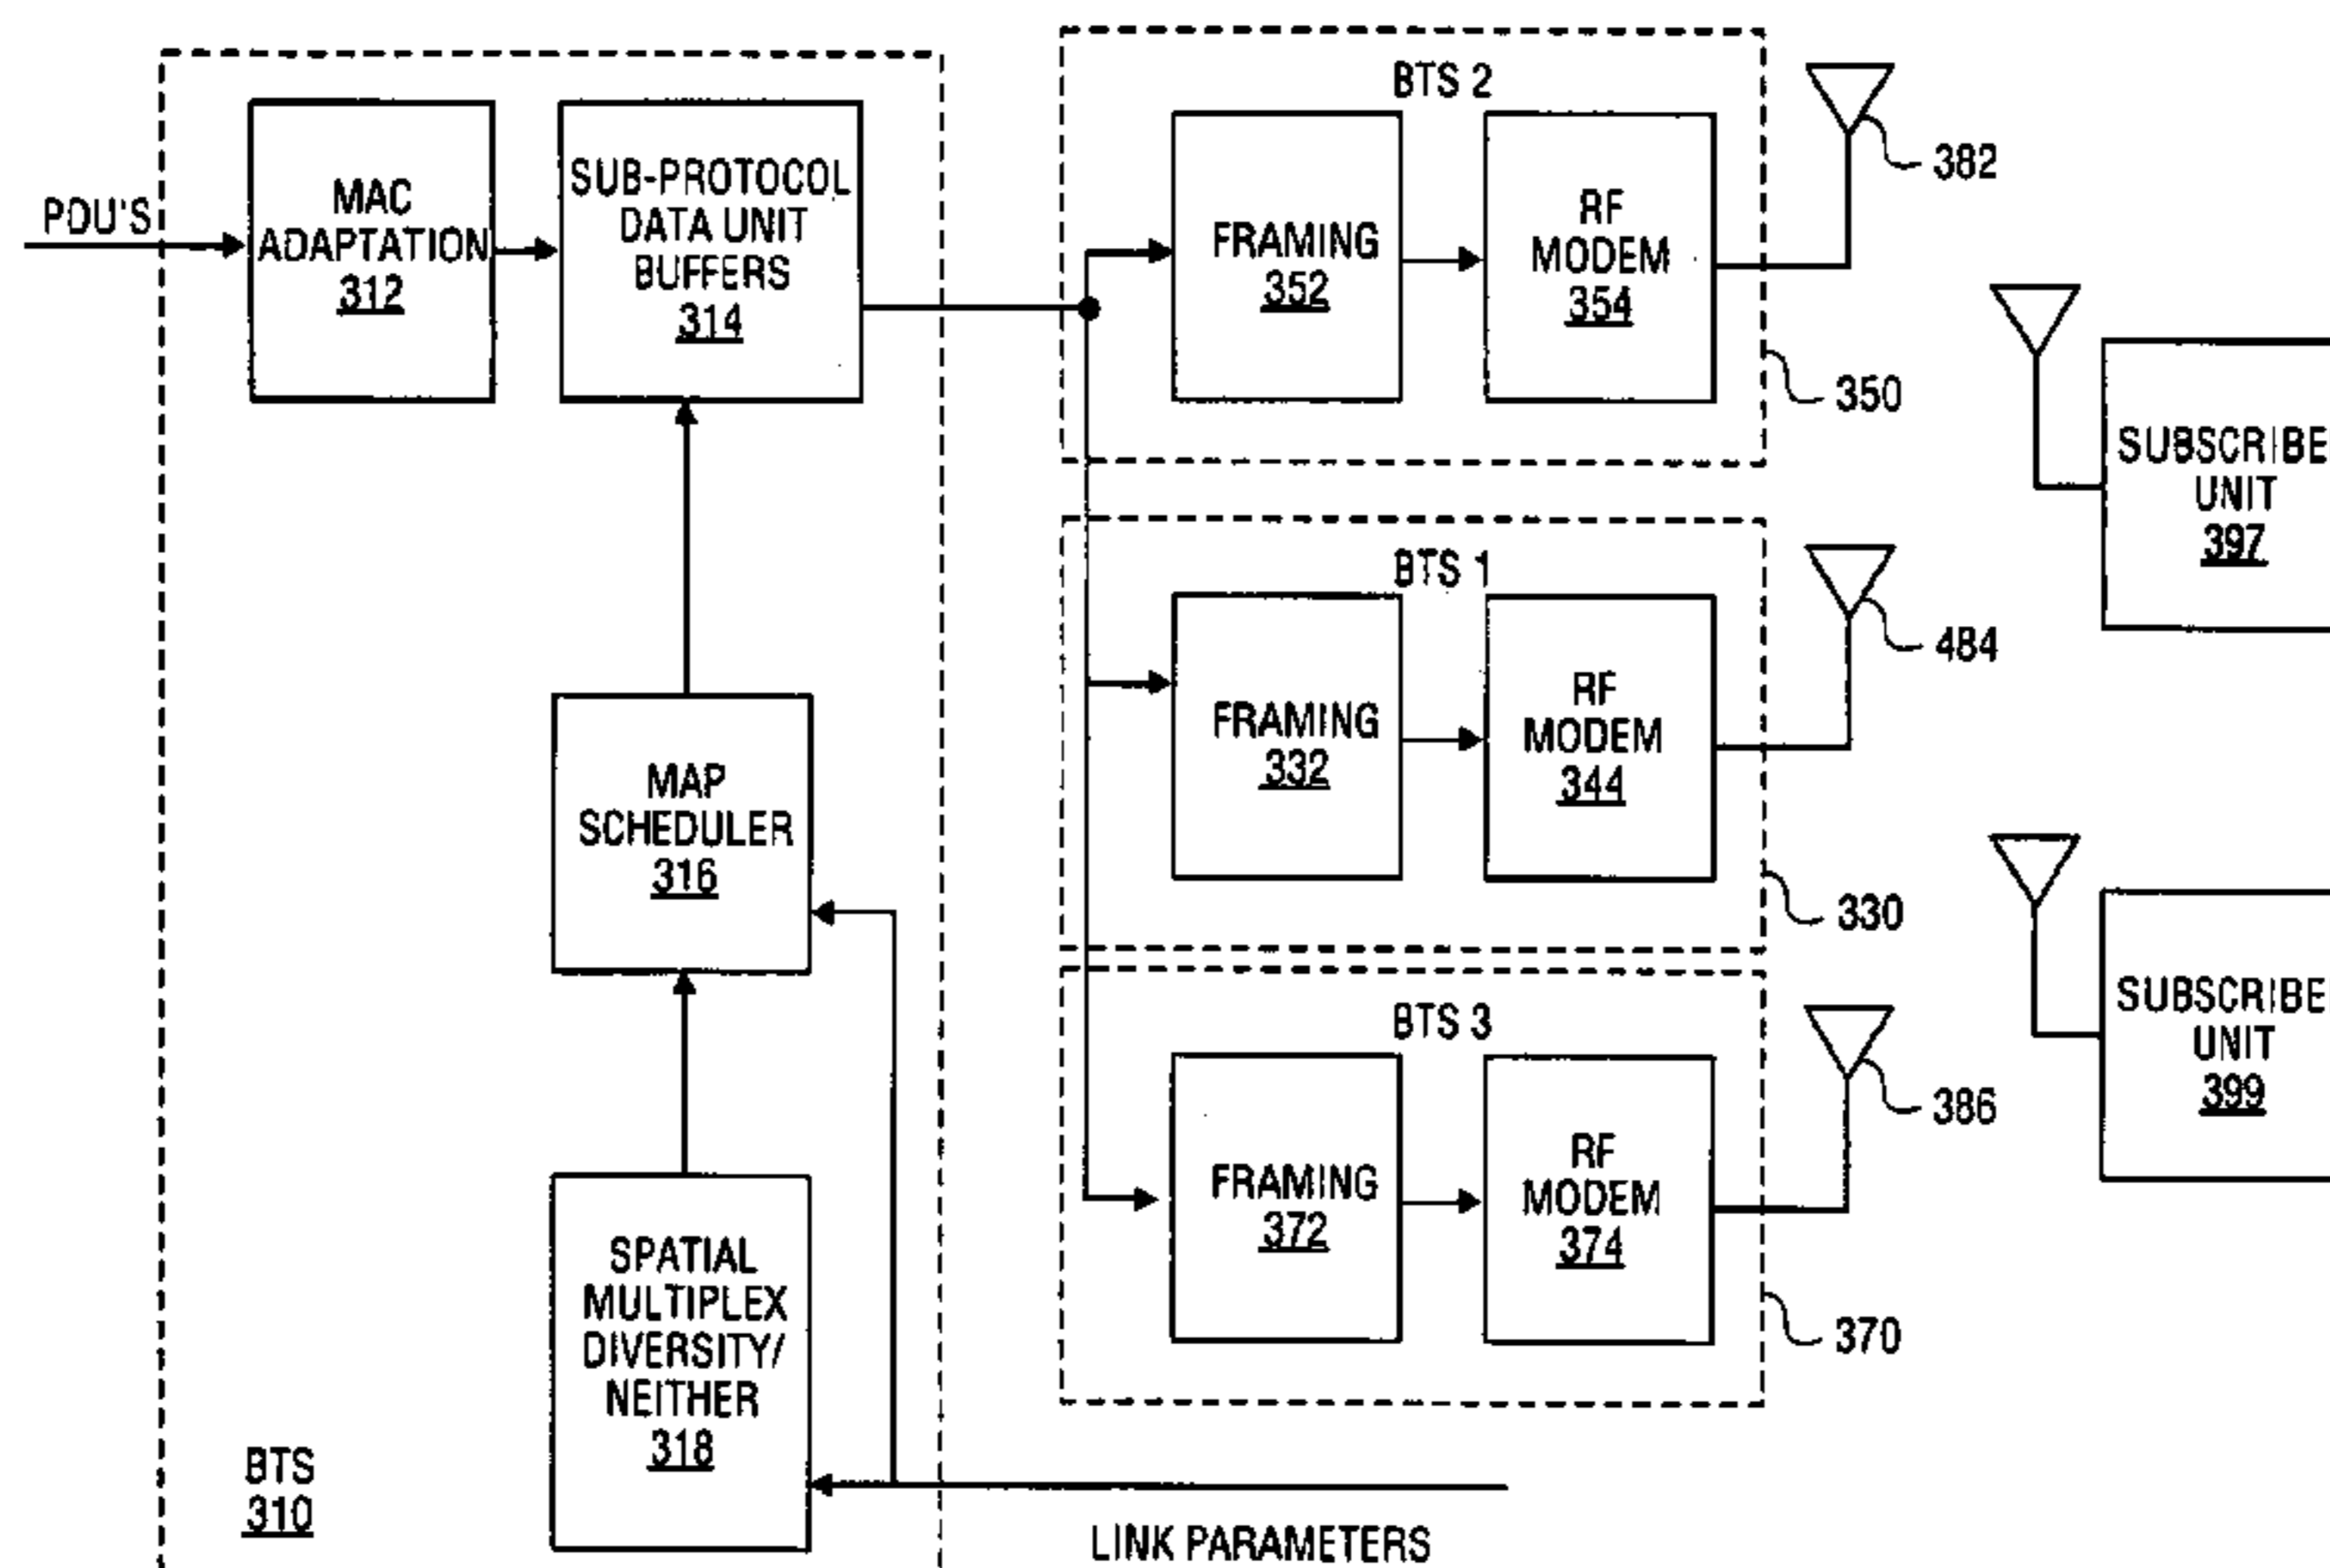 PDU'S
MAC
ADAPTATION
312
SUB-PROTOCOL
DATA UNIT
BUFFERS
314
MAP
SCHEDULER
316
SPATIAL
MULTIPLEX
DIVERSITY/
NEITHER
318
BTS
310
LINK PARAMETERS
BTS 2
FRAMING
352
RF
MODEM
354
382
350
BTS 1
FRAMING
332
RF
MODEM
344
484
330
BTS 3
FRAMING
372
RF
MODEM
374
386
370
SUBSCRIBE
UNIT
397
SUBSCRIBE
UNIT
399